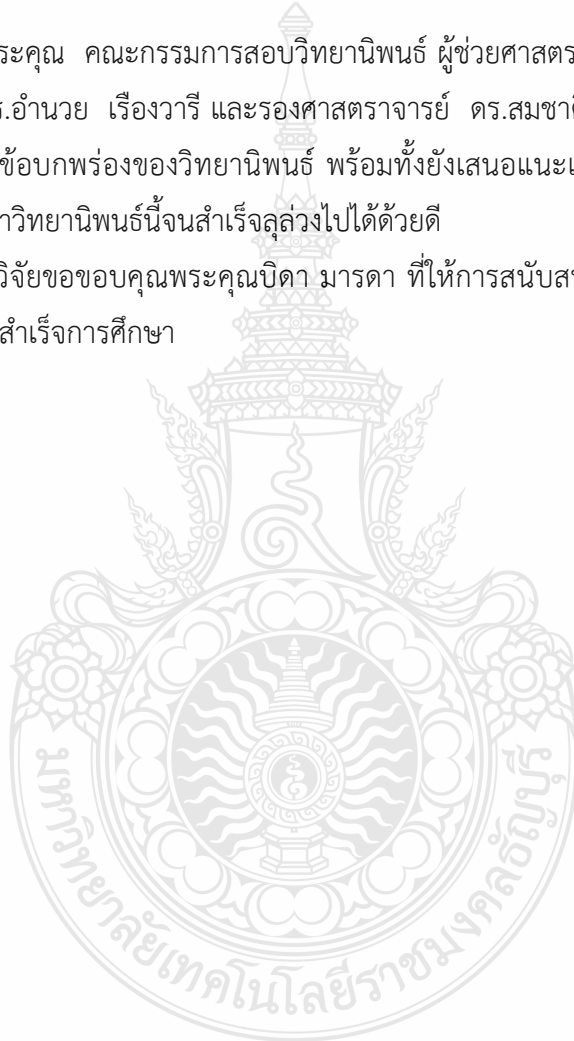 ระคุณ คณะกรรมการสอบวิทยานิพนธ์ ผู้ช่วยศาสตร
ร.อำนวย เรืองวารี และรองศาสตราจารย์ ดร.สมชาติ
ข้อบกพร่องของวิทยานิพนธ์ พร้อมทั้งยังเสนอแนะแ
าวิทยานิพนธ์นี้จนสำเร็จลุล่วงไปได้ด้วยดี
วิจัยขอขอบคุณพระคุณบิดา มารดา ที่ให้การสนับส
สำเร็จการศึกษา
มหาวิทยาลัยเทคโนโลยีราชมงคลธัญบุรี